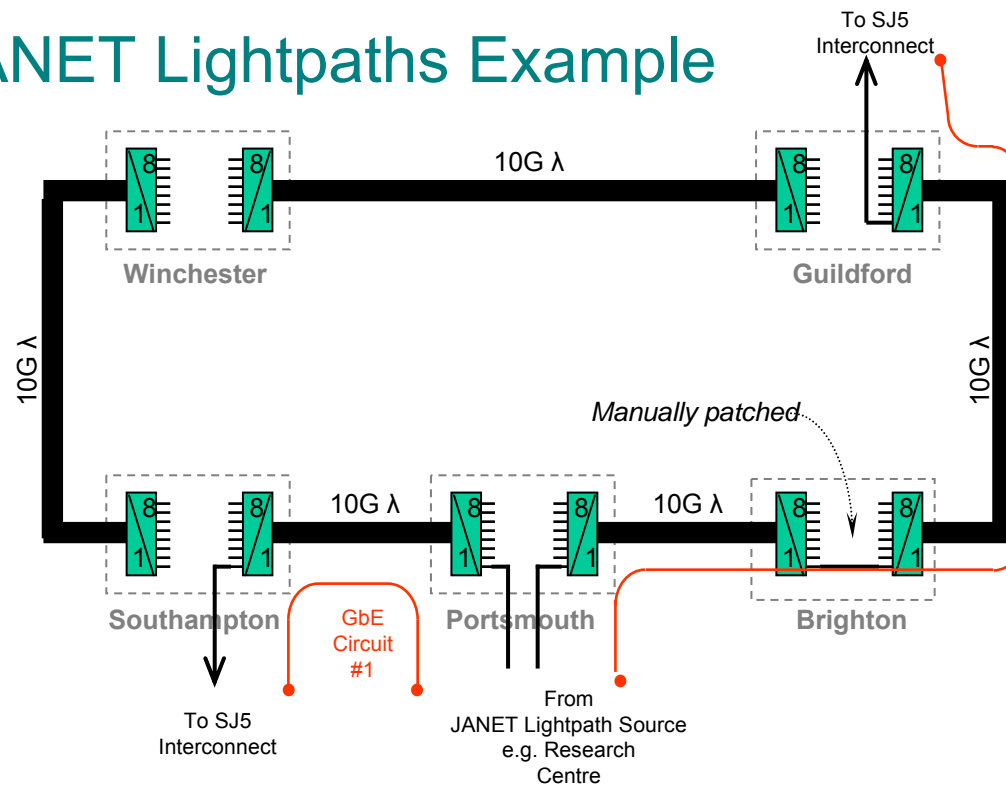 ANET Lightpaths Example
To SJ5
Interconnect
8
1
8
1
10G λ
8
1
8
1
Winchester
Guildford
10G λ
10G λ
Manually patched
8
1
8
1
10G λ
8
1
8
1
10G λ
8
1
8
1
Southampton
GbE
Circuit
#1
Portsmouth
Brighton
To SJ5
Interconnect
From
JANET Lightpath Source
e.g. Research
Centre